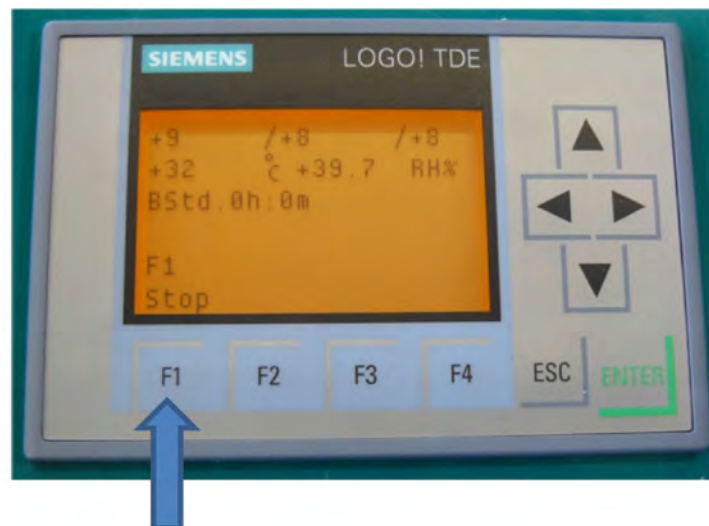 SIEMENS LOGO! TDE
+9 /+8 /+8
+32 °C +39.7 RH%
BStd.0h:0m
F1
Stop
F1 F2 F3 F4 ESC ENTER